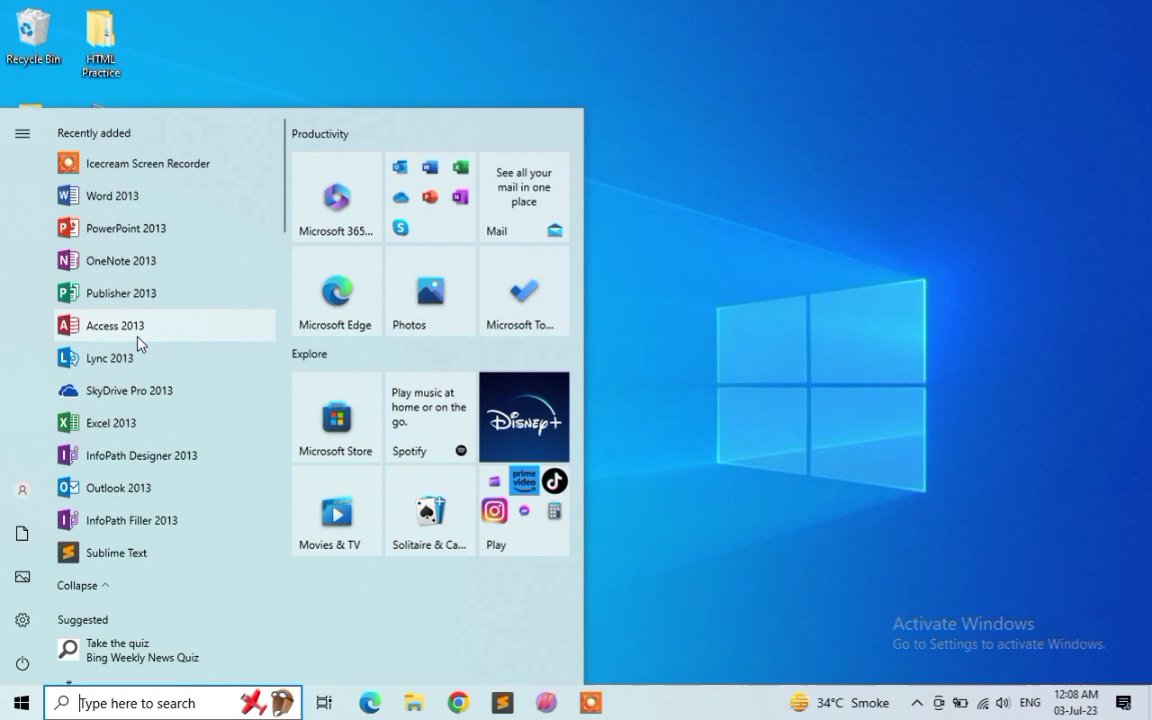 Recycle Bin
HTML
Practice
Recently added
Icecream Screen Recorder
Word 2013
PowerPoint 2013
OneNote 2013
Publisher 2013
Access 2013
Lync 2013
SkyDrive Pro 2013
Excel 2013
InfoPath Designer 2013
Outlook 2013
InfoPath Filler 2013
Sublime Text
Collapse
Suggested
Take the quiz
Bing Weekly News Quiz
Productivity
Microsoft 365...
See all your
mail in one
place
Mail
Microsoft Edge
Photos
Microsoft To...
Explore
Microsoft Store
Play music at
home or on the
go.
Spotify
Disney+
Movies & TV
Solitaire & Ca...
prime
video
Play
Activate Windows
Go to Settings to activate Windows.
Type here to search
34°C Smoke
ENG
12:08 AM
03-Jul-23